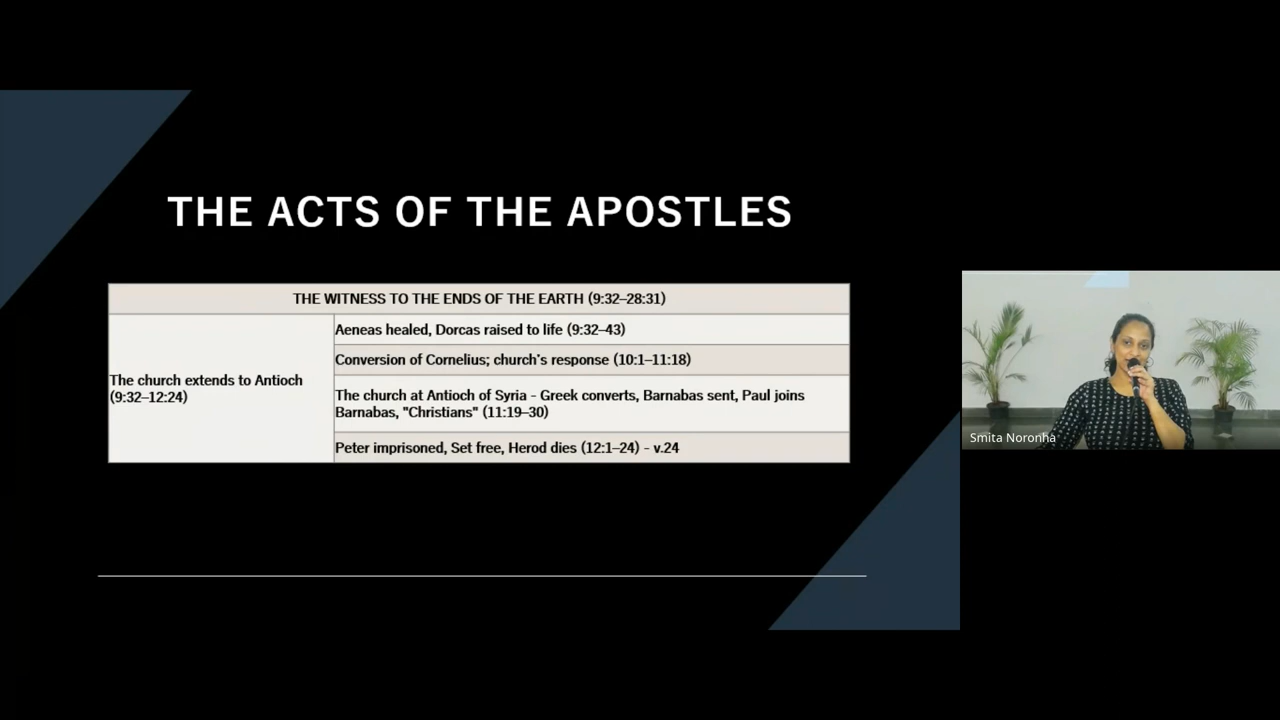 THE ACTS OF THE APOSTLES
THE WITNESS TO THE ENDS OF THE EARTH (9:32–28:31)
The church extends to Antioch
(9:32–12:24)
Aeneas healed, Dorcas raised to life (9:32–43)
Conversion of Cornelius; church's response (10:1–11:18)
The church at Antioch of Syria - Greek converts, Barnabas sent, Paul joins
Barnabas, "Christians" (11:19–30)
Peter imprisoned, Set free, Herod dies (12:1–24) - v.24
Smita Noronha